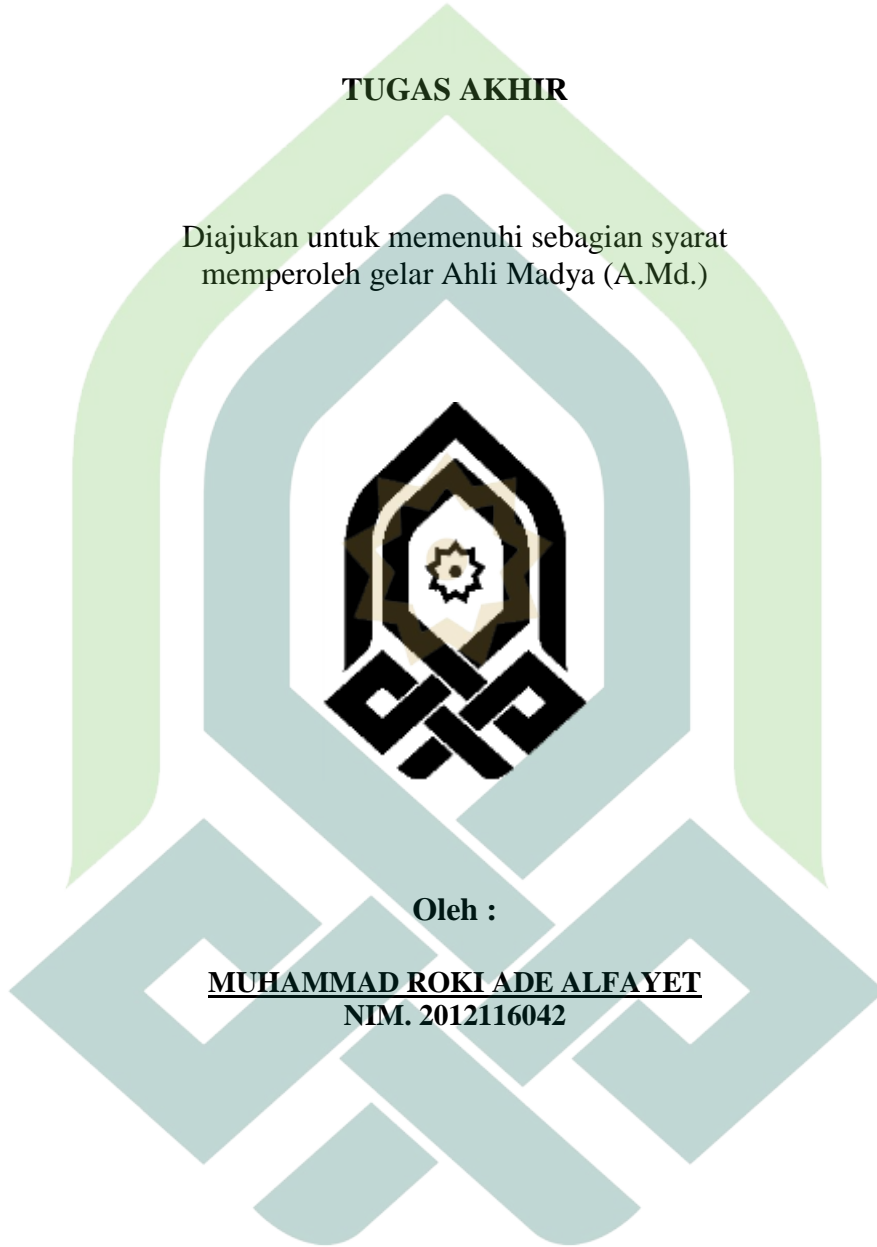 TUGAS AKHIR
Diajukan untuk memenuhi sebagian syarat
memperoleh gelar Ahli Madya (A.Md.)
Oleh :
MUHAMMAD ROKI ADE ALFAYET
NIM. 2012116042